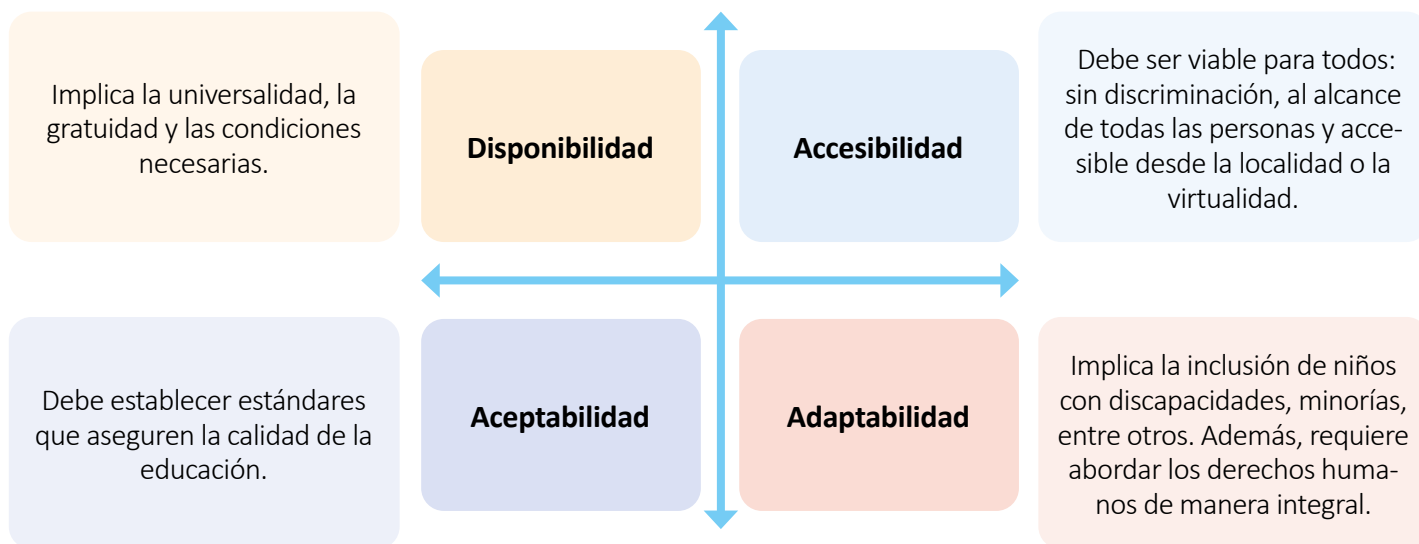 Implica la universalidad, la
gratuidad y las condiciones
necesarias.
Disponibilidad
Accesibilidad
Debe ser viable para todos:
sin discriminación, al alcance
de todas las personas y acce-
sible desde la localidad o la
virtualidad.
Debe establecer estándares
que aseguren la calidad de la
educación.
Aceptabilidad
Adaptabilidad
Implica la inclusión de niños
con discapacidades, minorías,
entre otros. Además, requiere
abordar los derechos huma-
nos de manera integral.